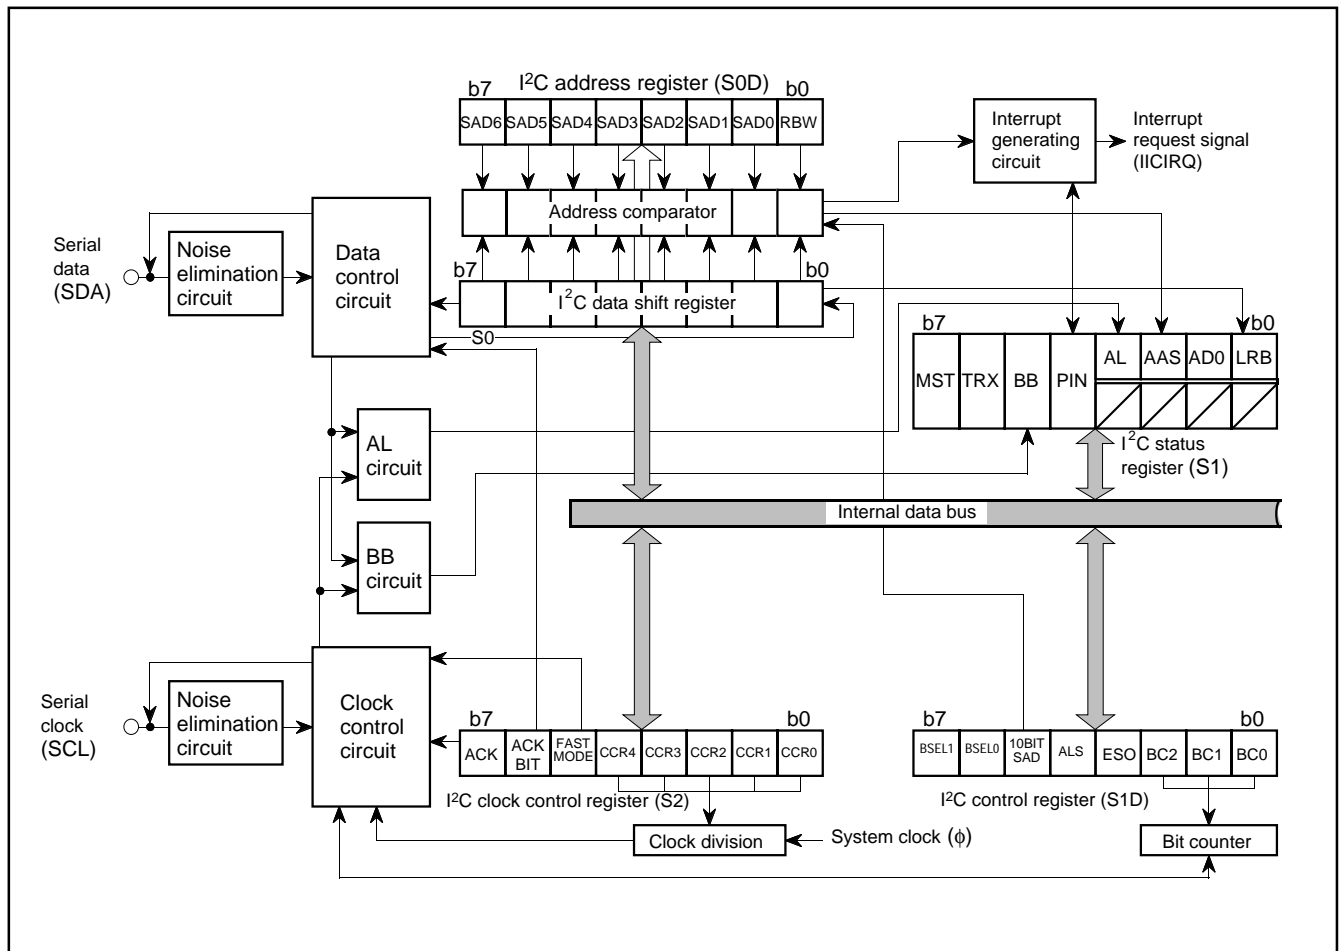 I²C address register (S0D)
b7
b0
SAD6 SAD5 SAD4 SAD3 SAD2 SAD1 SAD0 RBW
Interrupt
generating
circuit
Interrupt
request signal
(IICIRQ)
Address comparator
Serial
data
(SDA)
Noise
elimination
circuit
Data
control
circuit
b7
b0
I²C data shift register
S0
b7
b0
MST TRX BB PIN AL AAS AD0 LRB
I²C status
register (S1)
AL
circuit
Internal data bus
BB
circuit
Serial
clock
(SCL)
Noise
elimination
circuit
Clock
control
circuit
b7
b0
ACK
ACK
BIT
FAST
MODE
CCR4 CCR3 CCR2 CCR1 CCR0
I²C clock control register (S2)
Clock division
System clock (ϕ)
b7
b0
BSEL1 BSEL0
10BIT
SAD
ALS ESO BC2 BC1 BC0
I²C control register (S1D)
Bit counter